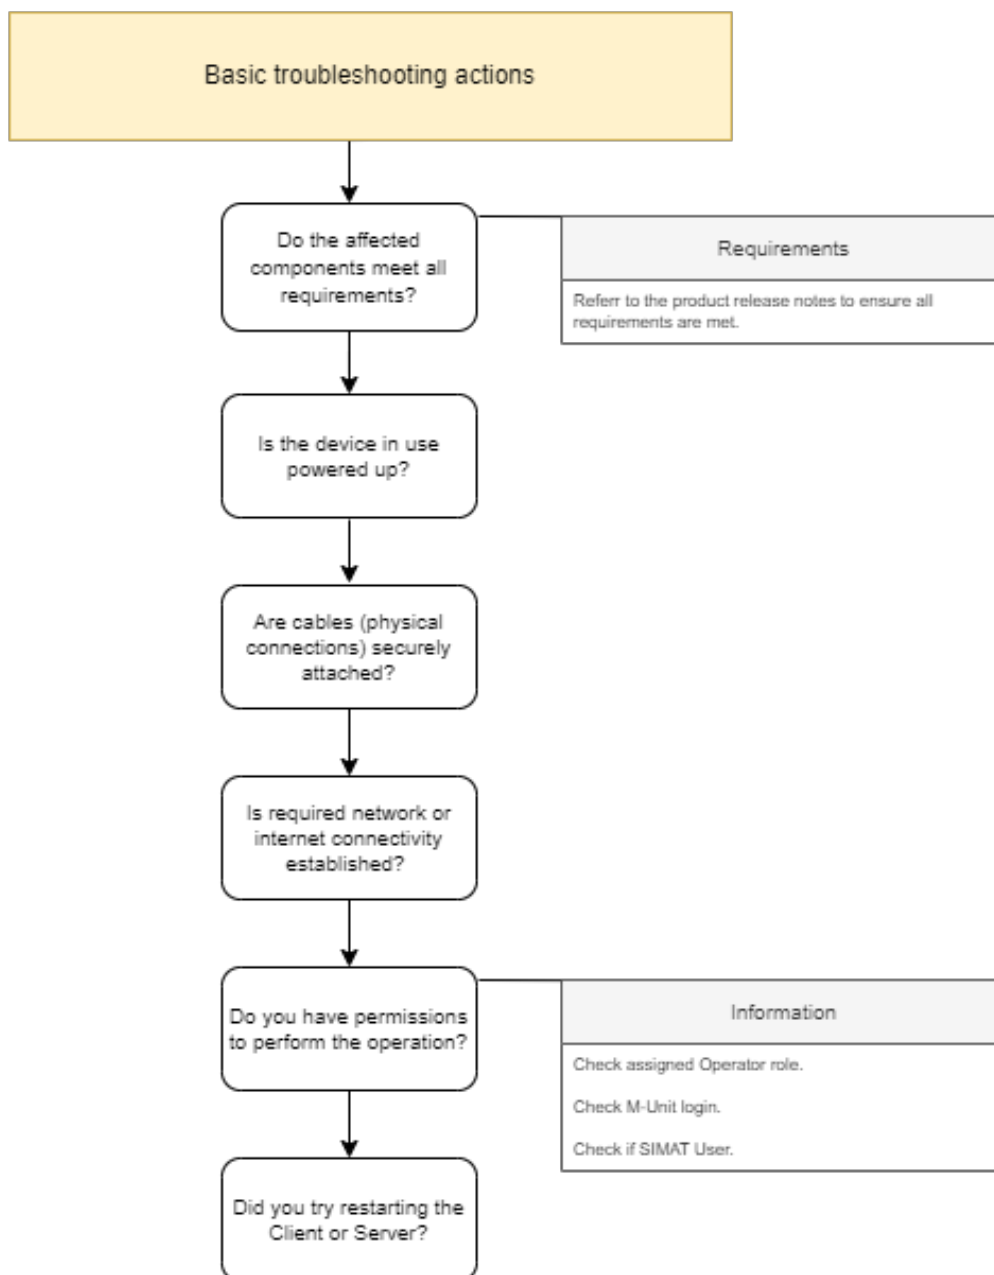 Basic troubleshooting actions
Do the affected
components meet all
requirements?
Requirements
Referr to the product release notes to ensure all
requirements are met.
Is the device in use
powered up?
Are cables (physical
connections) securely
attached?
Is required network or
internet connectivity
established?
Do you have permissions
to perform the operation?
Information
Check assigned Operator role.
Check M-Unit login.
Check if SIMAT User.
Did you try restarting the
Client or Server?